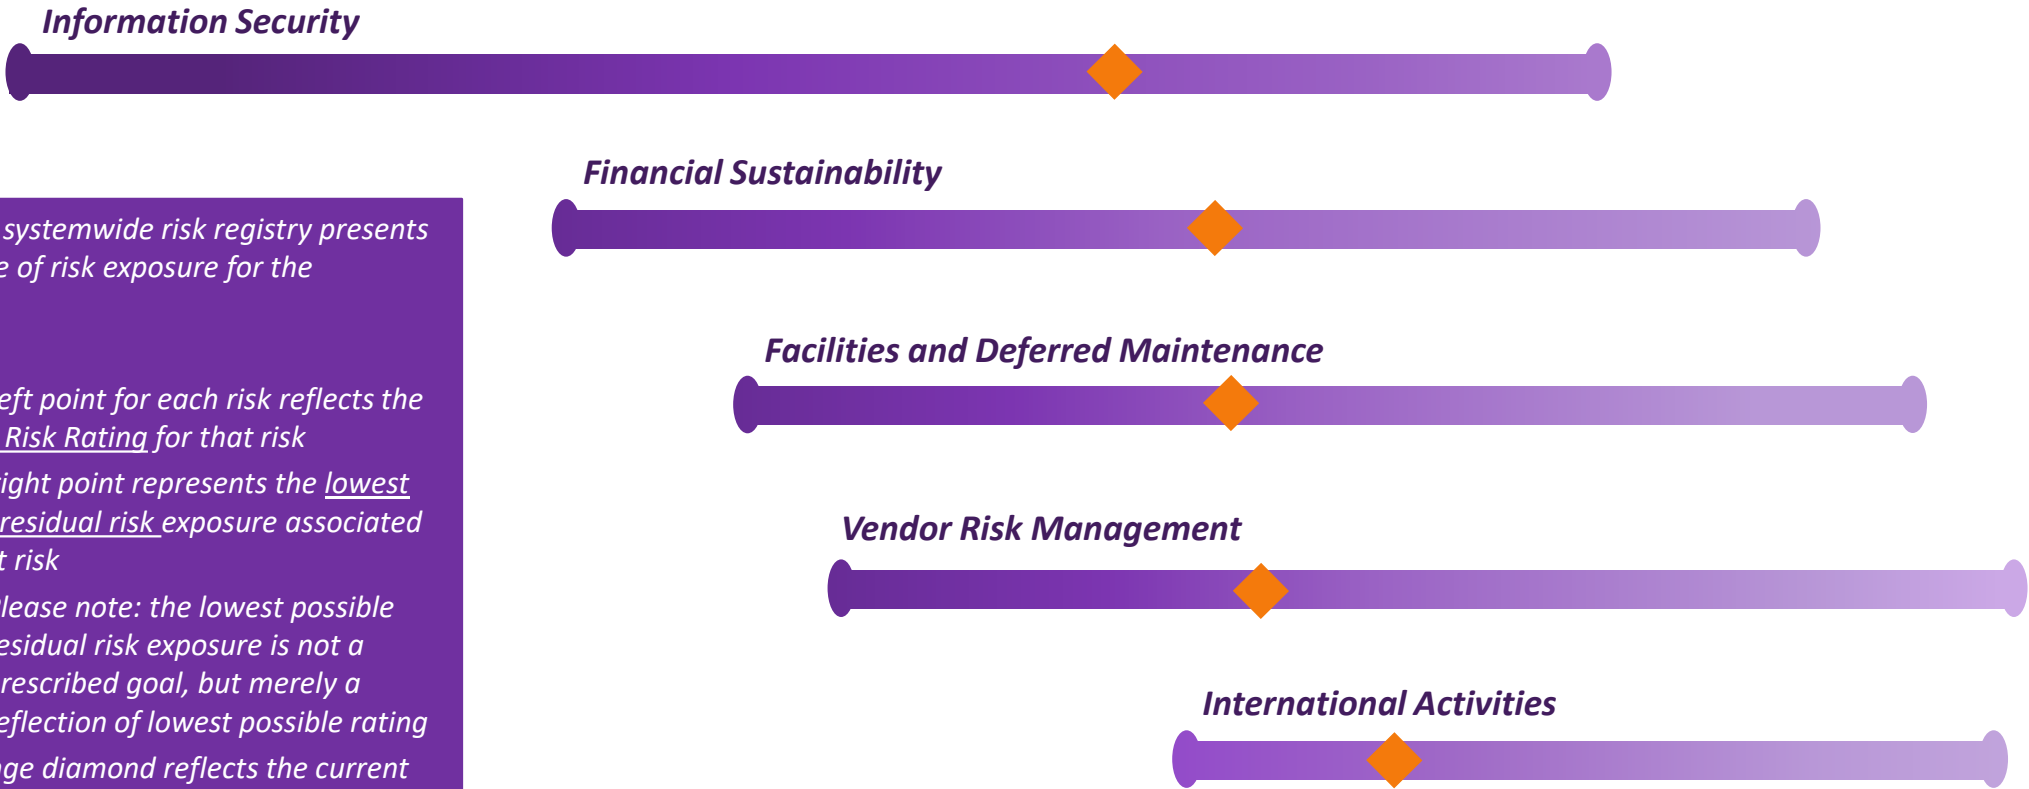 Information Security
Financial Sustainability
systemwide risk registry presents
e of risk exposure for the
Facilities and Deferred Maintenance
eft point for each risk reflects the
Risk Rating for that risk
ight point represents the lowest
residual risk exposure associated
t risk
lease note: the lowest possible
esidual risk exposure is not a
rescribed goal, but merely a
eflection of lowest possible rating
nge diamond reflects the current
Vendor Risk Management
International Activities